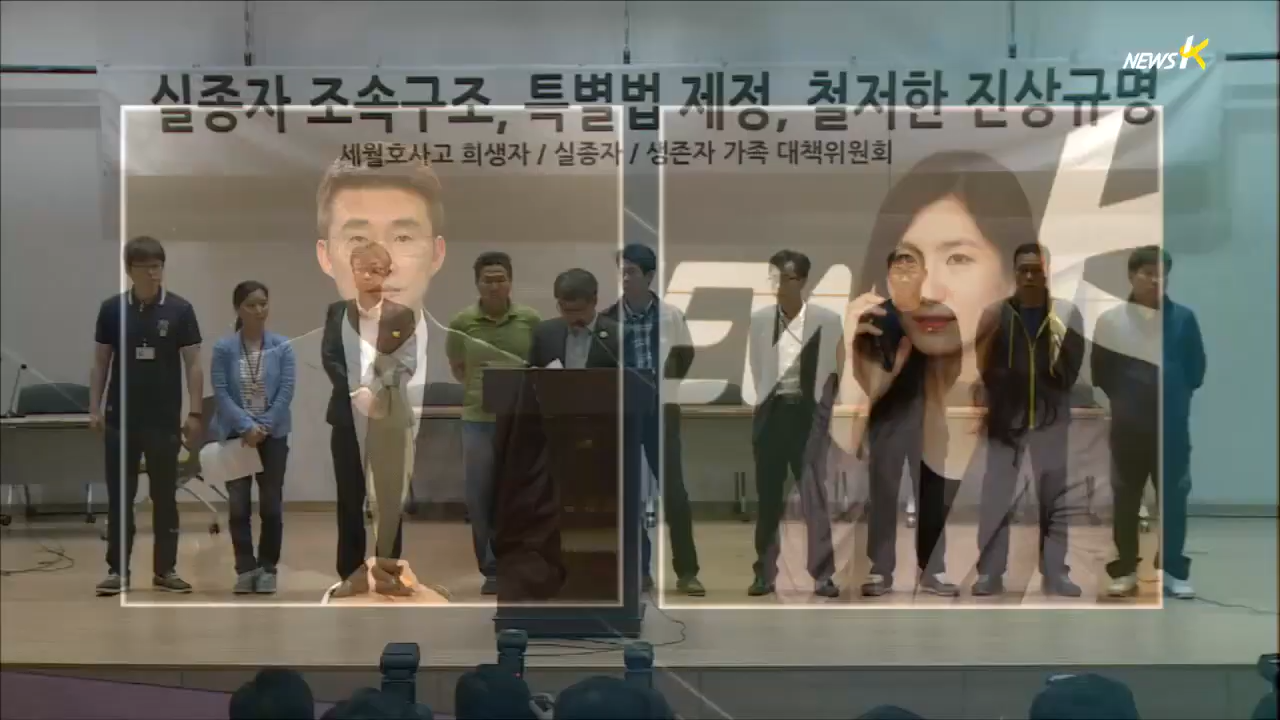 NEWS K
실종자 조속구조, 특별법 제정, 철저한 진상규명
세월호사고 희생자 / 실종자 / 생존자 가족 대책위원회